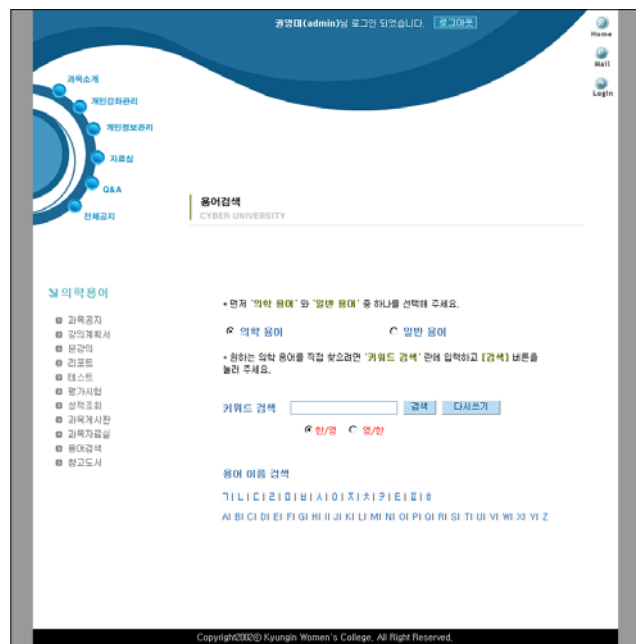 권영미(admin)님 로그인 되었습니다. 로그아웃
Home
Mail
Login
과목소개
개인강좌관리
개인정보관리
자료실
Q&A
전체공지
용어검색
CYBER UNIVERSITY
의학용어
과목공지
강의계획서
본강의
리포트
테스트
평가시험
성적조회
과목게시판
과목자료실
용어검색
참고도서
* 먼저 '의학 용어' 와 '일반 용어' 중 하나를 선택해 주세요.
의학 용어 일반 용어
* 원하는 의학 용어를 직접 찾으려면 '키워드 검색' 란에 입력하고 [검색] 버튼을
눌러 주세요.
키워드 검색 검색 다시쓰기
한/영 영/한
용어 이름 검색
ㄱ| ㄴ| ㄷ| ㄹ| ㅁ| ㅂ| ㅅ| ㅇ| ㅈ| ㅊ| ㅋ| ㅌ| ㅍ| ㅎ
A| B| C| D| E| F| G| H| I| J| K| L| M| N| O| P| Q| R| S| T| U| V| W| X| Y| Z
Copyright2002© Kyungin Women's College, All Right Reserved.